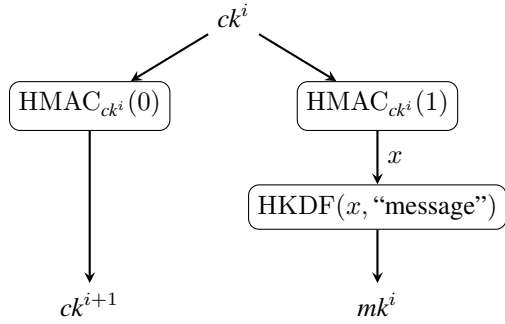 ck^i
HMAC_{ck^i}(0) HMAC_{ck^i}(1)
x
HKDF(x, “message”)
ck^{i+1} mk^i